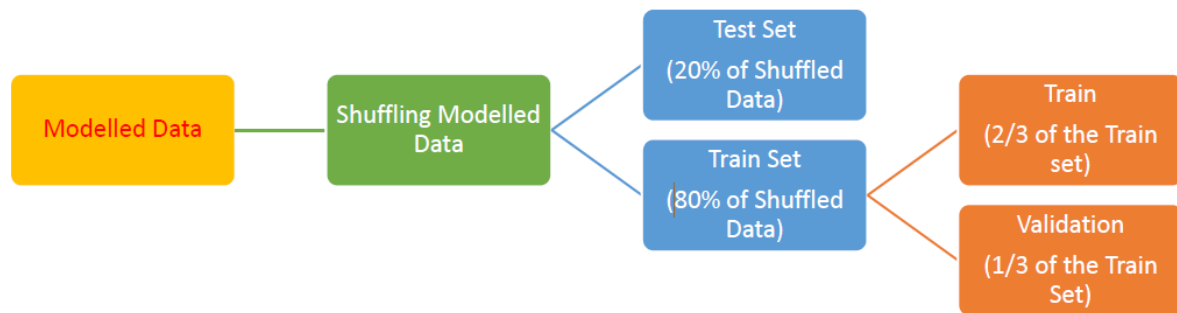 Modelled Data
Shuffling Modelled
Data
Test Set
(20% of Shuffled
Data)
Train Set
(80% of Shuffled
Data)
Train
(2/3 of the Train
set)
Validation
(1/3 of the Train
Set)